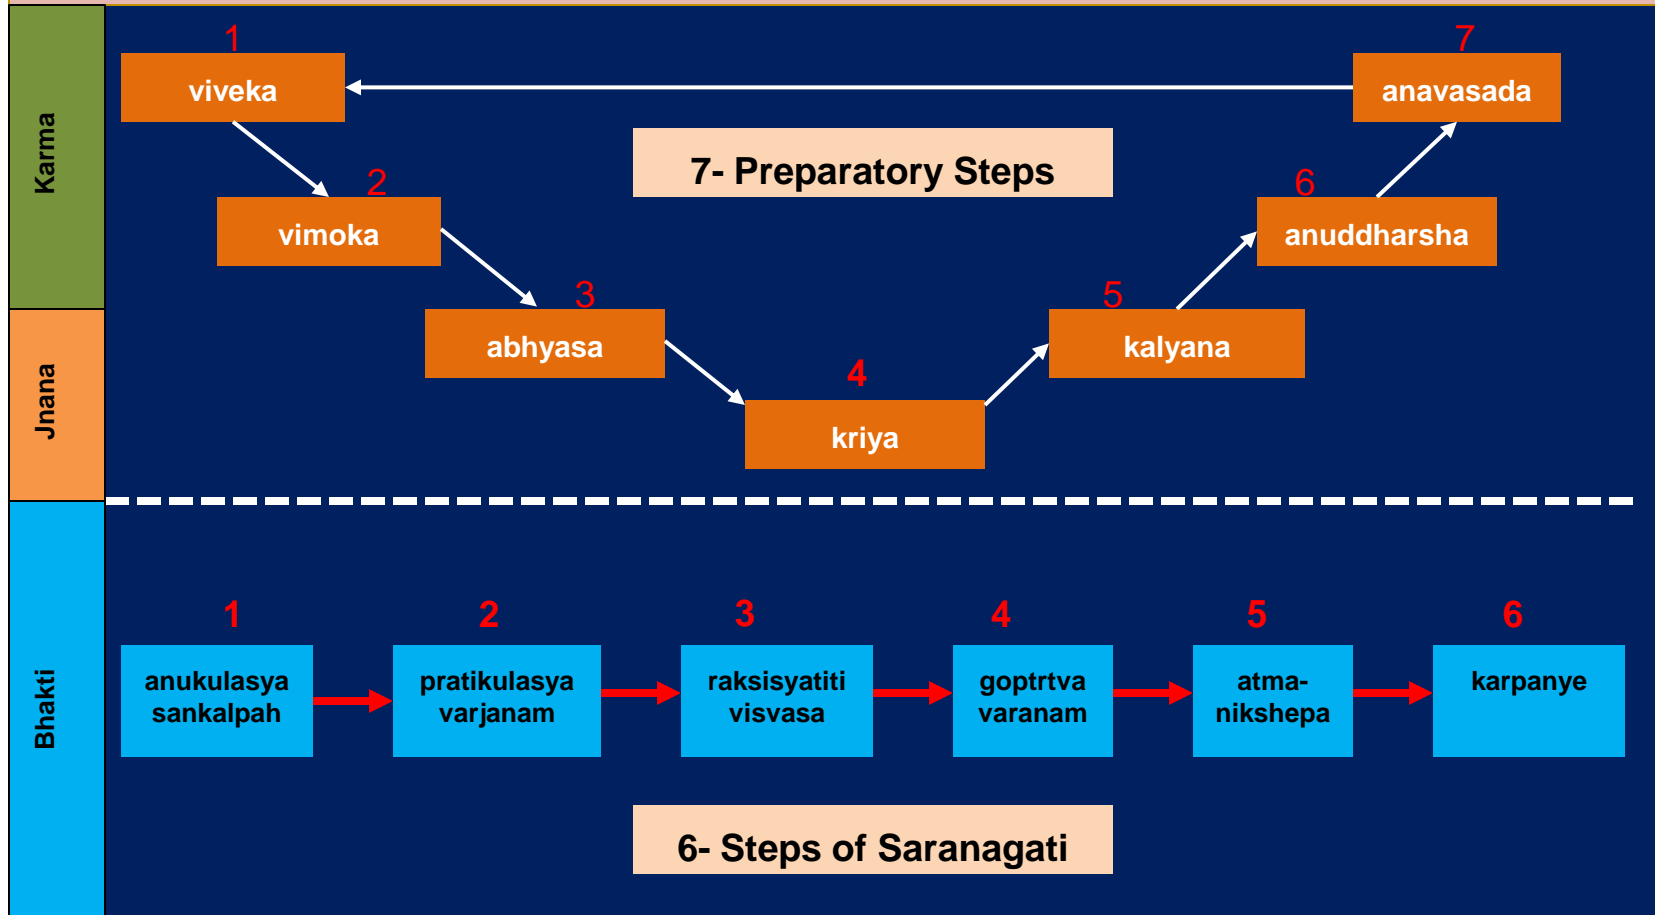 Karma
Jnana
Bhakti
1
viveka
7
anavasada
7- Preparatory Steps
2
vimoka
6
anuddharsha
3
abhyasa
5
kalyana
4
kriya
1
2
3
4
5
6
anukulasya
sankalpah
pratikulasya
varjanam
raksisyatiti
visvasa
goptrtva
varanam
atma-
nikshepa
karpanye
6- Steps of Saranagati